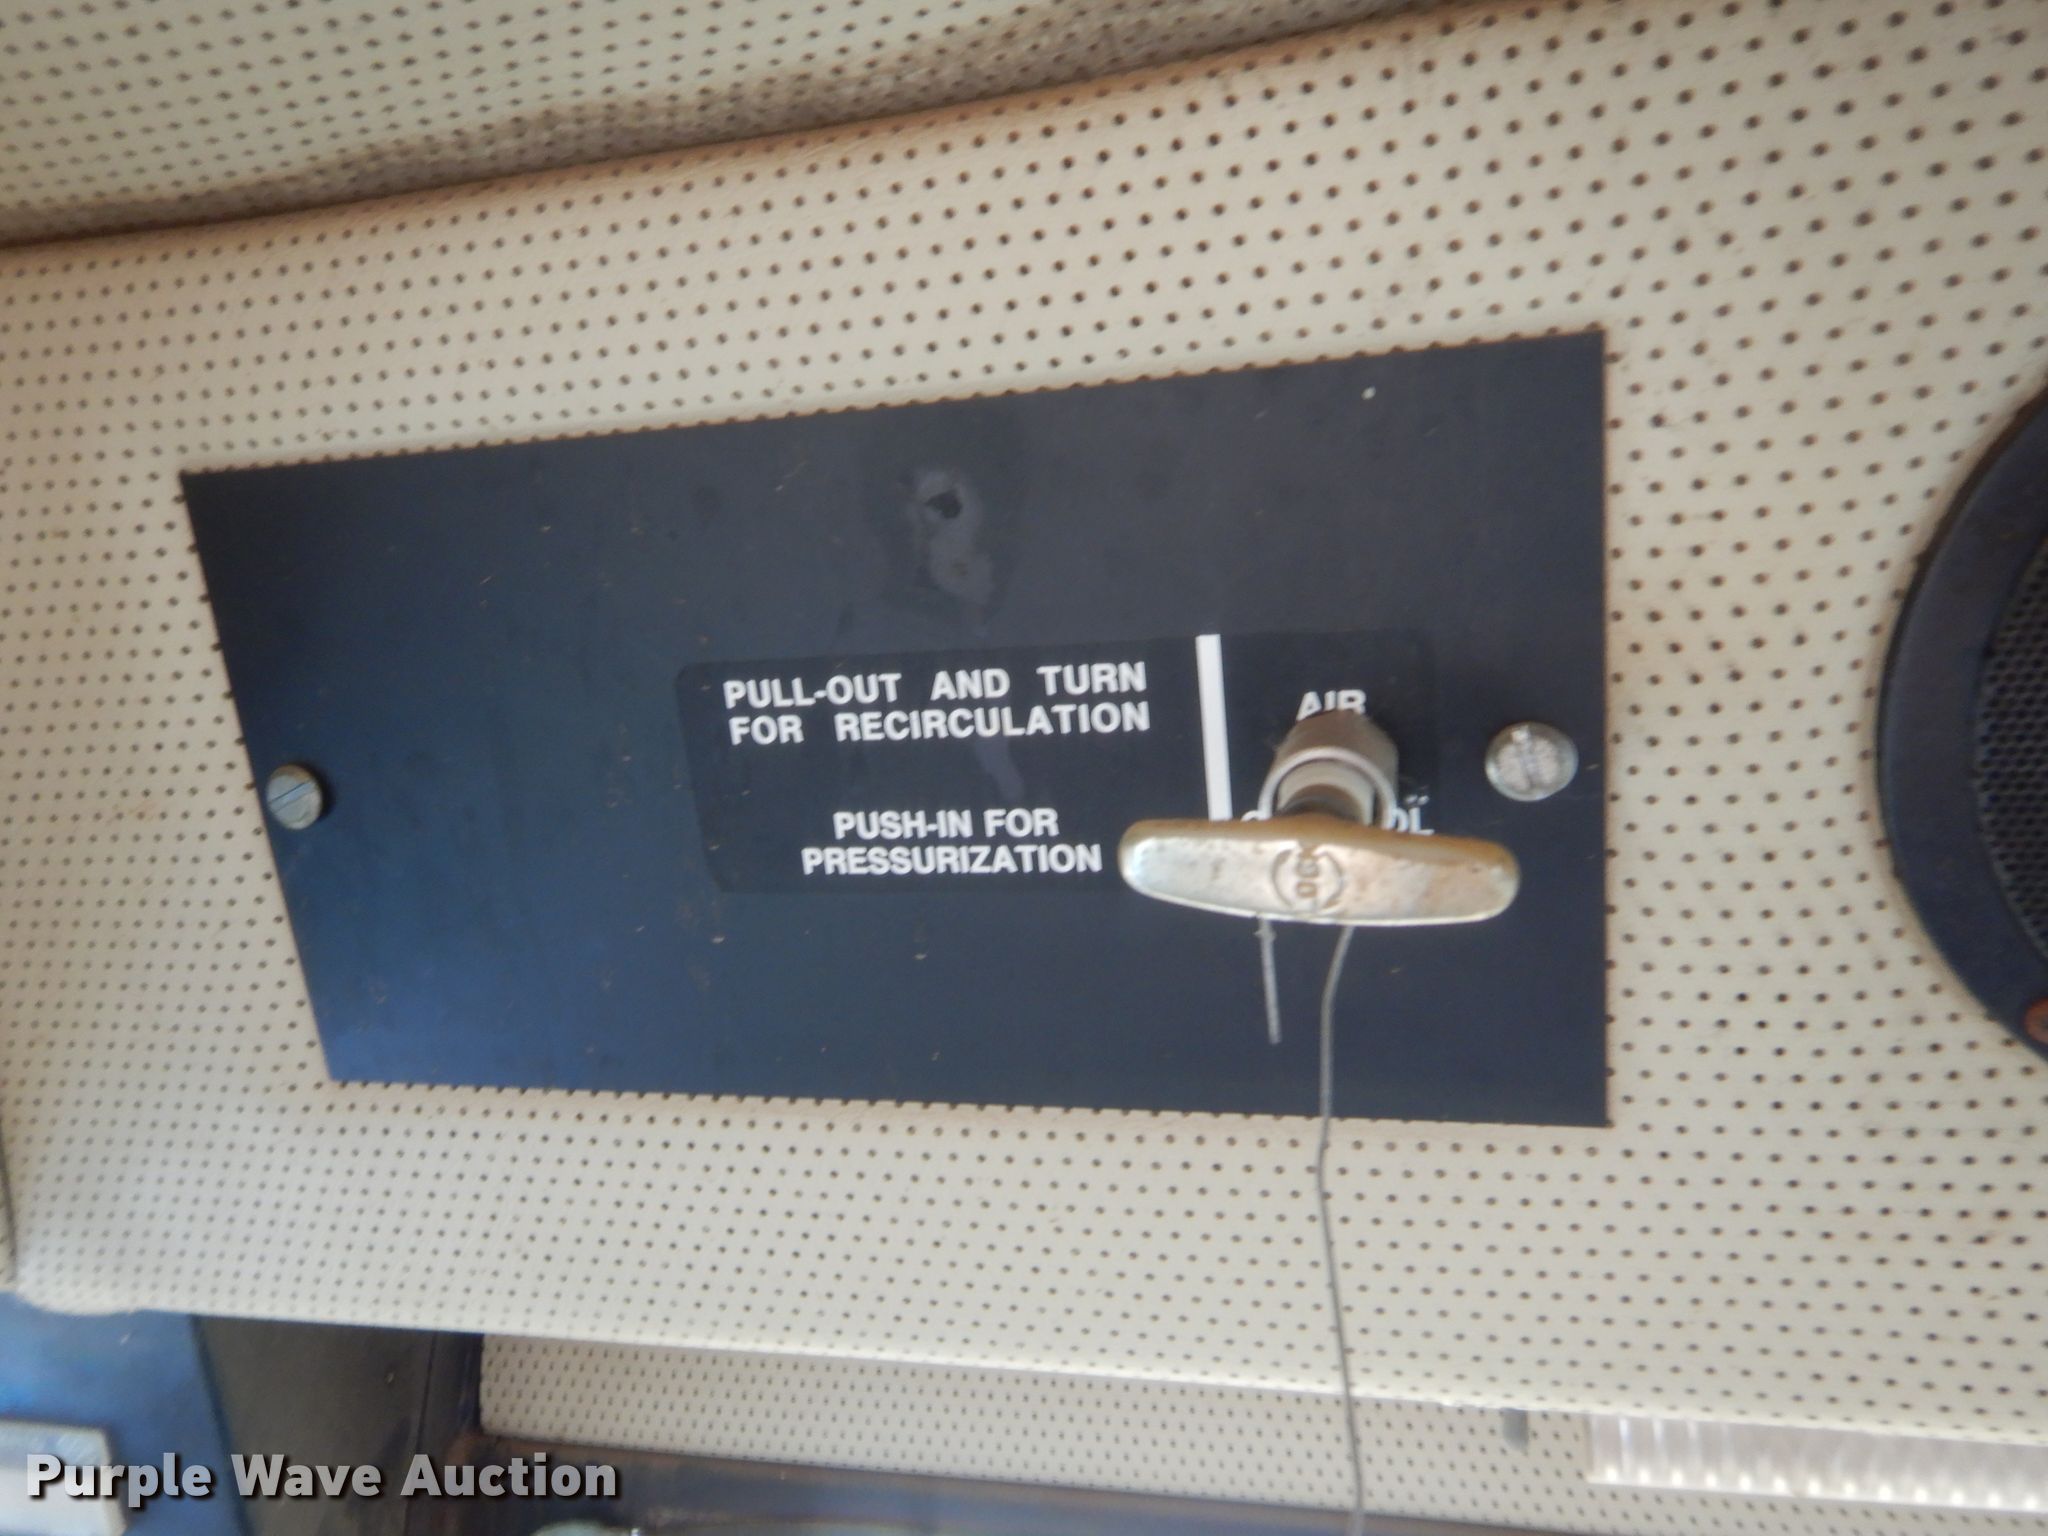 PULL-OUT AND TURN
FOR RECIRCULATION
AIR
PUSH-IN FOR
PRESSURIZATION
Purple Wave Auction